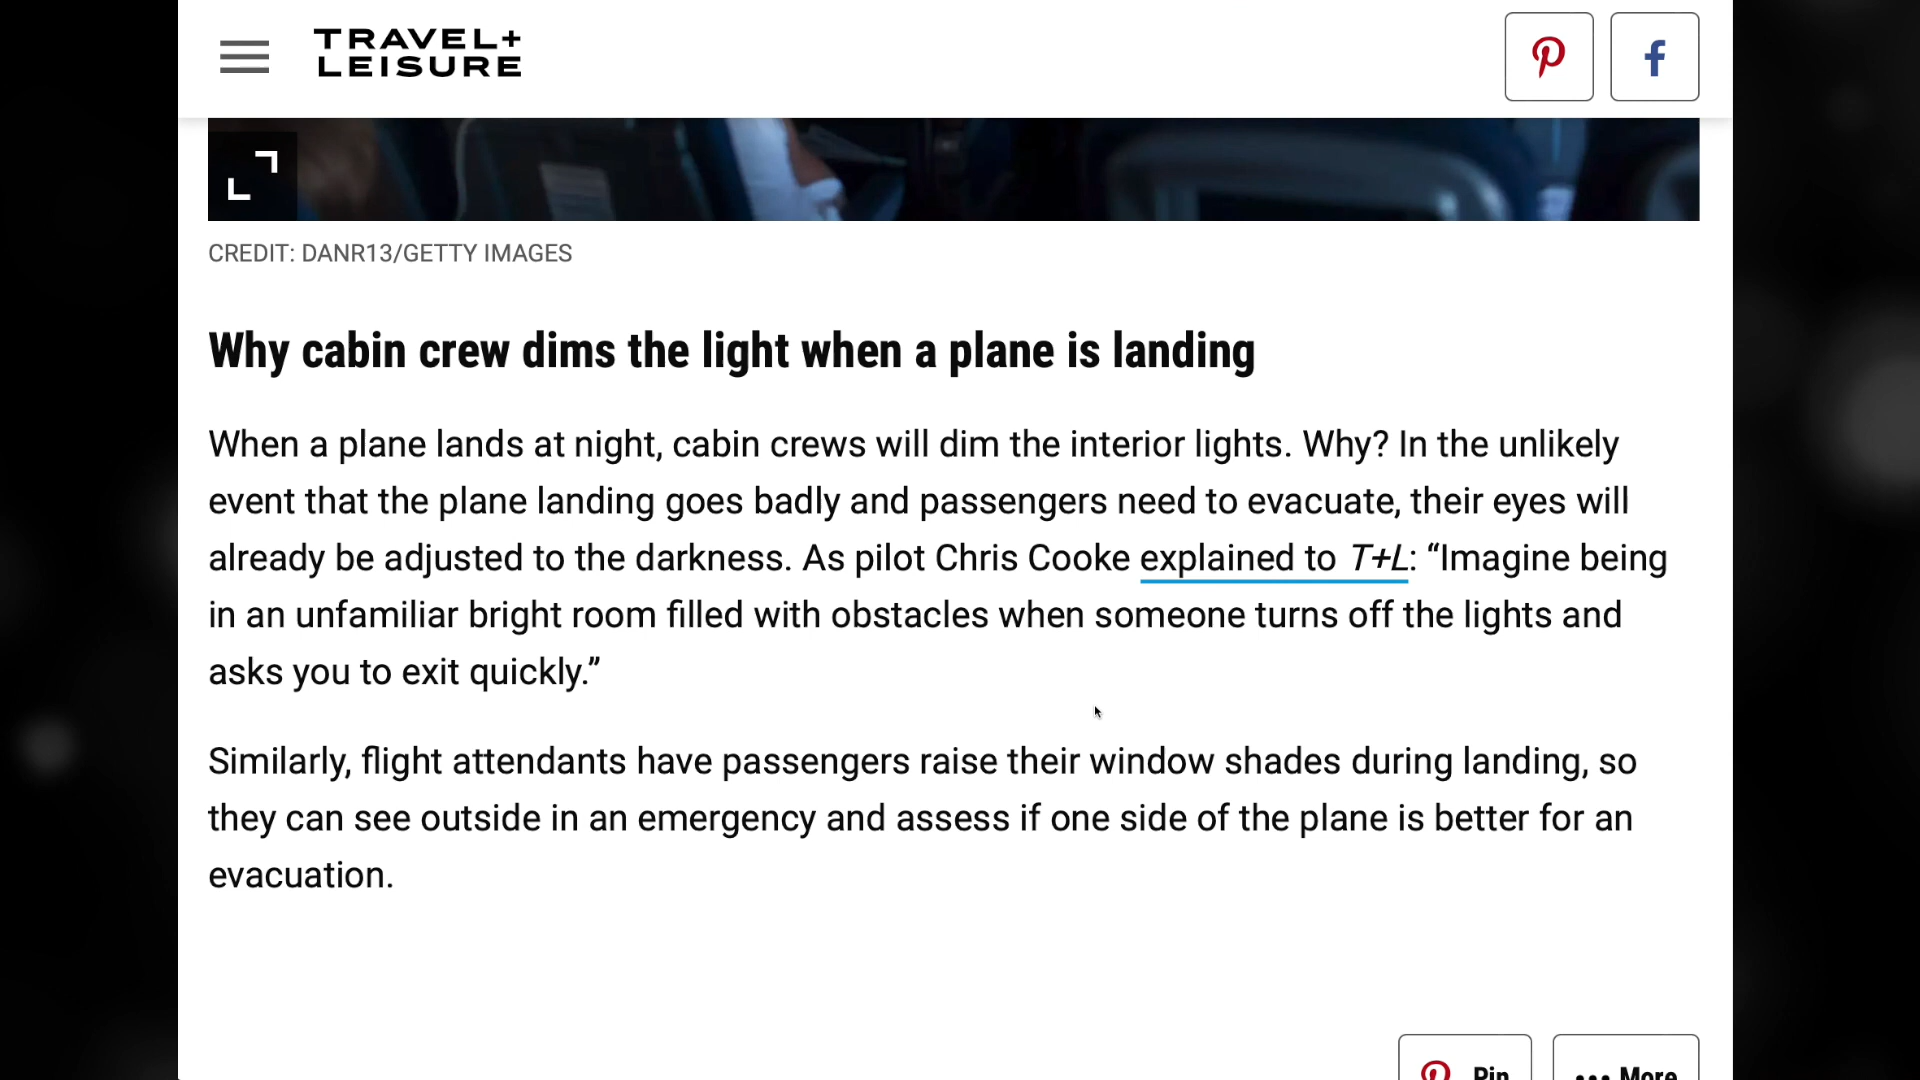 TRAVEL+
LEISURE
CREDIT: DANR13/GETTY IMAGES
Why cabin crew dims the light when a plane is landing
When a plane lands at night, cabin crews will dim the interior lights. Why? In the unlikely
event that the plane landing goes badly and passengers need to evacuate, their eyes will
already be adjusted to the darkness. As pilot Chris Cooke explained to T+L: “Imagine being
in an unfamiliar bright room filled with obstacles when someone turns off the lights and
asks you to exit quickly.”
Similarly, flight attendants have passengers raise their window shades during landing, so
they can see outside in an emergency and assess if one side of the plane is better for an
evacuation.
Pin
More